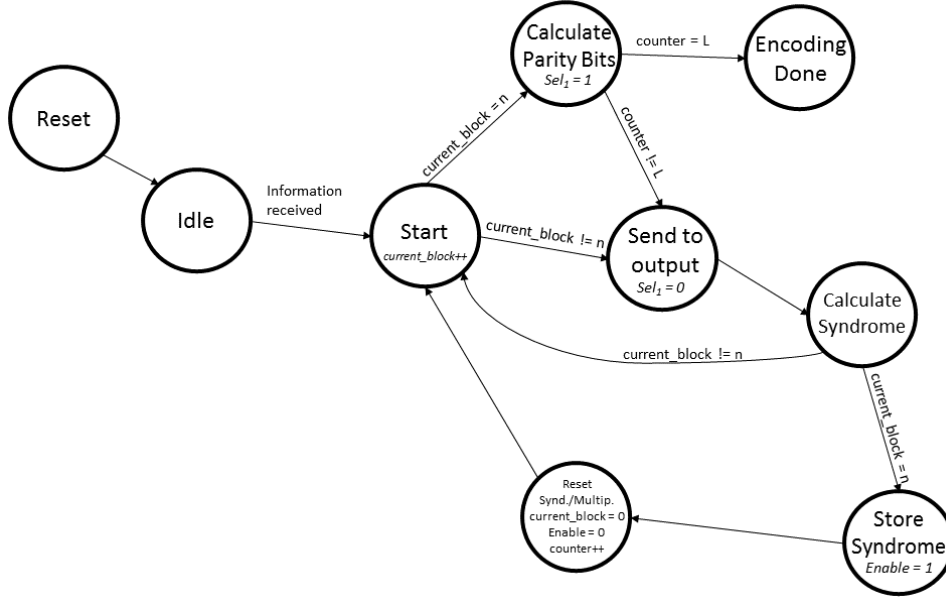 Calculate
Parity Bits
Sel₁ = 1
counter = L
Encoding
Done
Reset
current_block = n
counter != L
Idle
Information
received
Start
current_block++
current_block != n
Send to
output
Sel₁ = 0
Calculate
Syndrome
current_block != n
current_block = n
Reset
Synd./Multip.
current_block = 0
Enable = 0
counter++
Store
Syndrome
Enable = 1